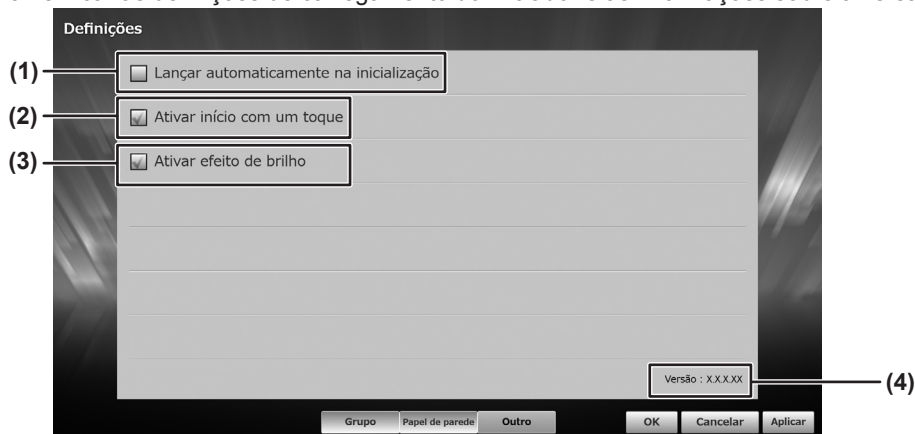 Definições
(1) Lançar automaticamente na inicialização
(2) Ativar início com um toque
(3) Ativar efeito de brilho
Versão : X.X.X.XX (4)
Grupo Papel de parede Outro OK Cancelar Aplicar